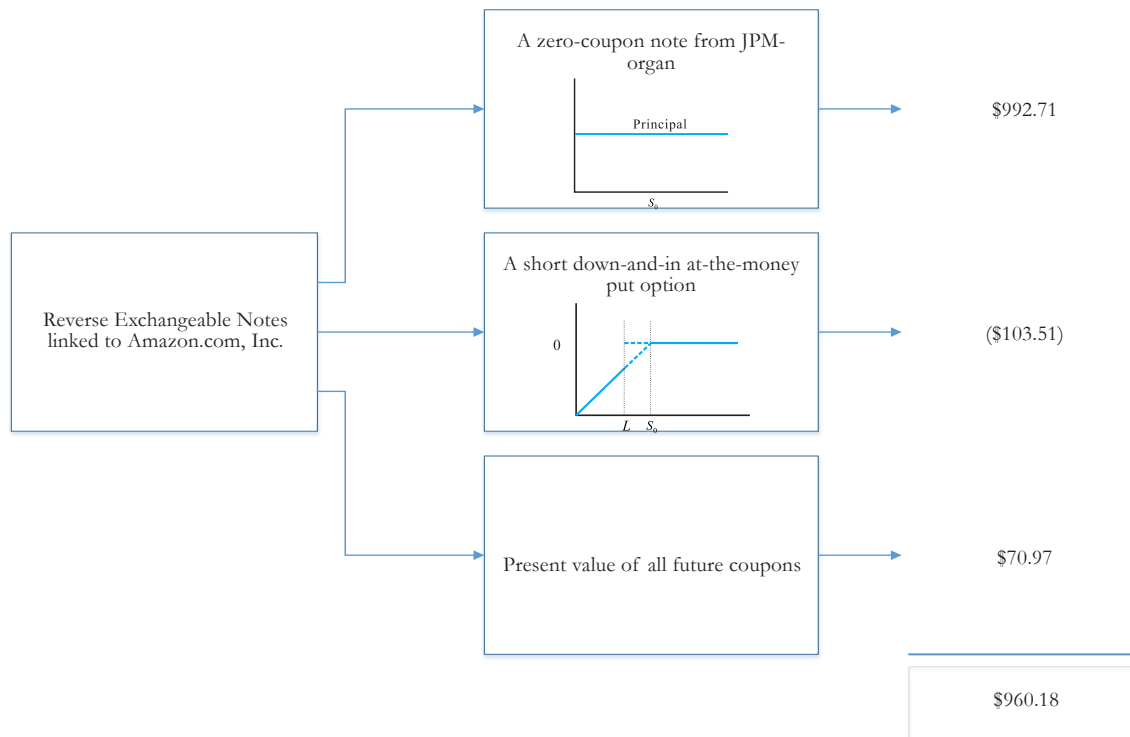 A zero-coupon note from JPM-
organ
Principal
S₀
$992.71
Reverse Exchangeable Notes
linked to Amazon.com, Inc.
A short down-and-in at-the-money
put option
0
L S₀
($103.51)
Present value of all future coupons
$70.97
$960.18